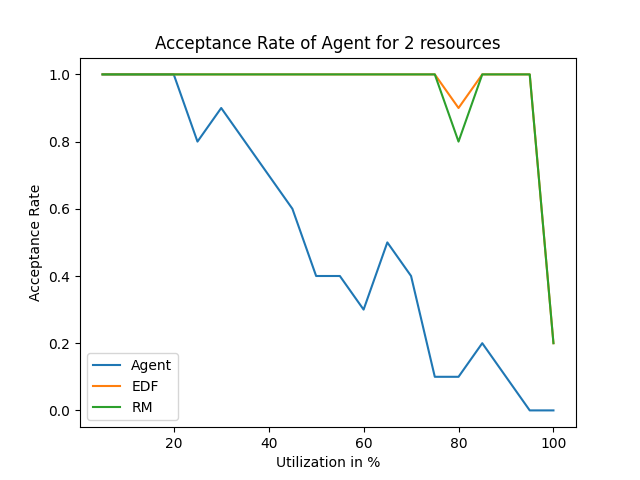 Acceptance Rate of Agent for 2 resources
1.0
0.8
0.6
0.4
0.2
0.0
Acceptance Rate
Agent
EDF
RM
20 40 60 80 100
Utilization in %